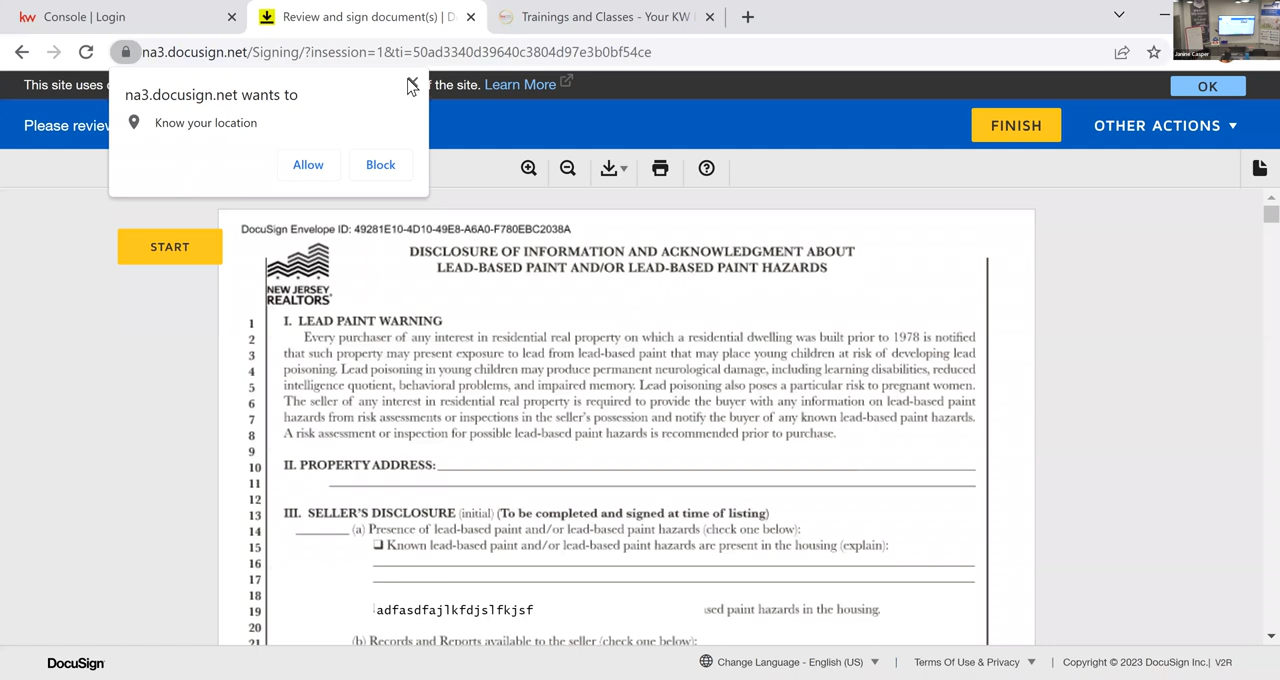 Console | Login
Review and sign document(s) | D
Trainings and Classes - Your KW
na3.docusign.net/Signing/?insession=1&ti=50ad3340d39640c3804d97e3b0bf54ce
Janine Casper
This site uses
of the site. Learn More
OK
na3.docusign.net wants to
Know your location
Allow
Block
Please review
FINISH
OTHER ACTIONS
START
DocuSign Envelope ID: 49281E10-4D10-49E8-A6A0-F780EBC2038A
NEW JERSEY
REALTORS®
DISCLOSURE OF INFORMATION AND ACKNOWLEDGMENT ABOUT
LEAD-BASED PAINT AND/OR LEAD-BASED PAINT HAZARDS
1 I. LEAD PAINT WARNING
2 Every purchaser of any interest in residential real property on which a residential dwelling was built prior to 1978 is notified
3 that such property may present exposure to lead from lead-based paint that may place young children at risk of developing lead
4 poisoning. Lead poisoning in young children may produce permanent neurological damage, including learning disabilities, reduced
5 intelligence quotient, behavioral problems, and impaired memory. Lead poisoning also poses a particular risk to pregnant women.
6 The seller of any interest in residential real property is required to provide the buyer with any information on lead-based paint
7 hazards from risk assessments or inspections in the seller's possession and notify the buyer of any known lead-based paint hazards.
8 A risk assessment or inspection for possible lead-based paint hazards is recommended prior to purchase.
9
10 II. PROPERTY ADDRESS:
11
12
13 III. SELLER'S DISCLOSURE (initial) (To be completed and signed at time of listing)
14 (a) Presence of lead-based paint and/or lead-based paint hazards (check one below):
15 ❑ Known lead-based paint and/or lead-based paint hazards are present in the housing (explain):
16
17
18
19 adfasdfajlkfdjslfkjsf sed paint hazards in the housing.
20
21 (b) Records and Reports available to the seller (check one below):
DocuSign
Change Language - English (US) | Terms Of Use & Privacy | Copyright © 2023 DocuSign Inc. | V2R